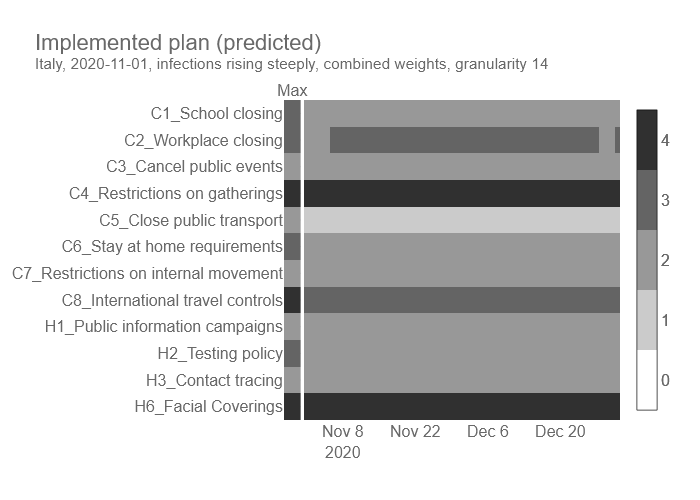 Implemented plan (predicted)
Italy, 2020-11-01, infections rising steeply, combined weights, granularity 14
Max
C1_School closing
C2_Workplace closing
C3_Cancel public events
C4_Restrictions on gatherings
C5_Close public transport
C6_Stay at home requirements
C7_Restrictions on internal movement
C8_International travel controls
H1_Public information campaigns
H2_Testing policy
H3_Contact tracing
H6_Facial Coverings
4
3
2
1
0
Nov 8 Nov 22 Dec 6 Dec 20
2020